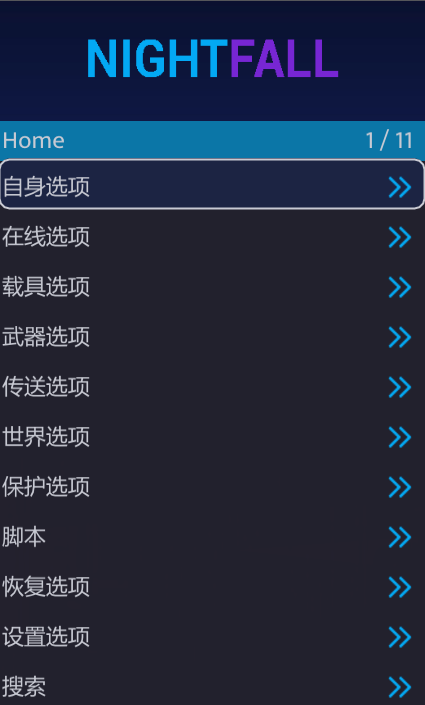 NIGHTFALL
Home 1 / 11
自身选项
在线选项
载具选项
武器选项
传送选项
世界选项
保护选项
脚本
恢复选项
设置选项
搜索